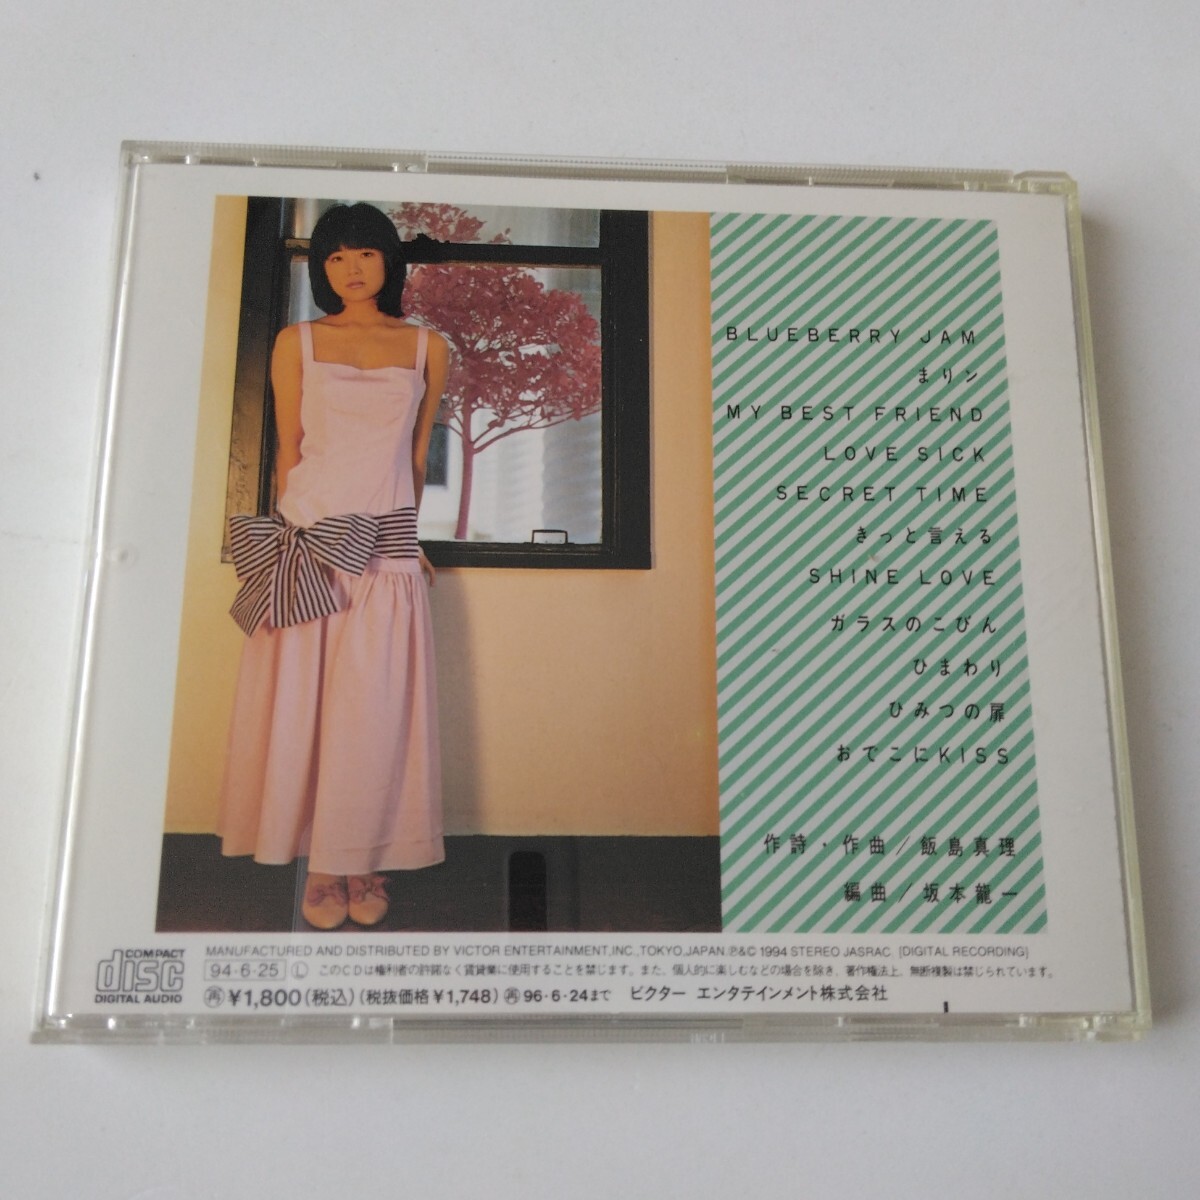 BLUEBERRY JAM
まりン
MY BEST FRIEND
LOVE SICK
SECRET TIME
きっと言える
SHINE LOVE
ガラスのこびん
ひまわり
ひみつの扉
おでこにKISS
作詩・作曲/飯島真理
編曲/坂本龍一
COMPACT
disc
DIGITAL AUDIO
MANUFACTURED AND DISTRIBUTED BY VICTOR ENTERTAINMENT,INC.,TOKYO,JAPAN.℗&C 1994 STEREO JASRAC. [DIGITAL RECORDING]
94・6・25 Ⓛ このCDは権利者の許諾なく賃貸業に使用することを禁じます。また、個人的に楽しむなどの場合を除き、著作権法上、無断複製は禁じられています。
再 ¥1,800(税込)(税抜価格¥1,748) 再 96・6・24まで ビクター エンタテインメント株式会社